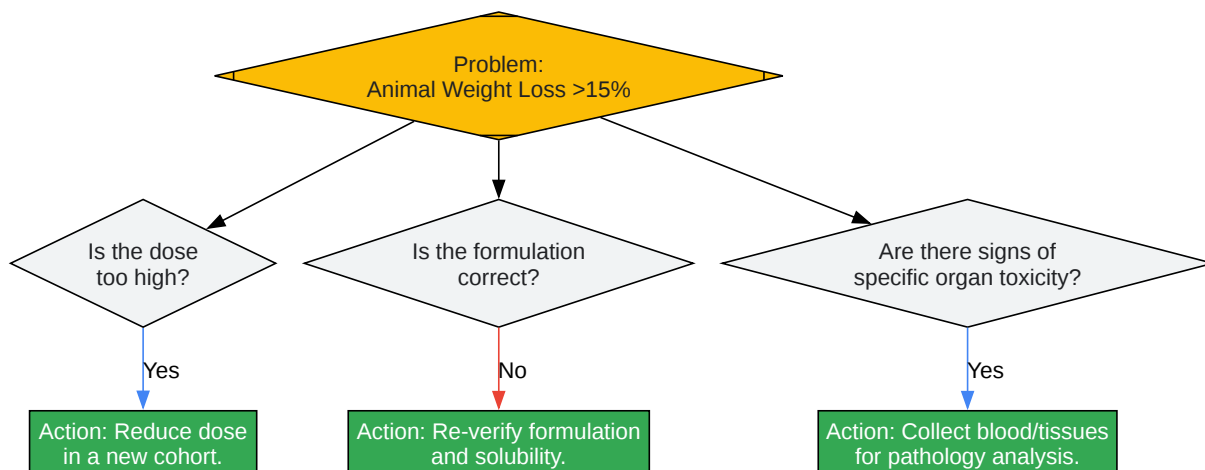 Problem:
Animal Weight Loss >15%
Is the dose
too high?
Is the formulation
correct?
Are there signs of
specific organ toxicity?
Yes
No
Yes
Action: Reduce dose
in a new cohort.
Action: Re-verify formulation
and solubility.
Action: Collect blood/tissues
for pathology analysis.